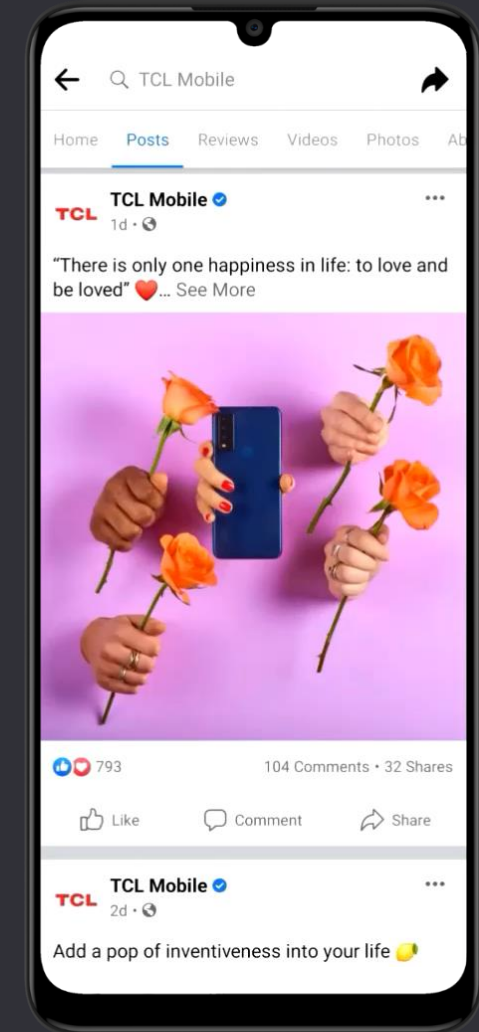 TCL Mobile
Home Posts Reviews Videos Photos Ab
TCL
TCL Mobile
1d •
“There is only one happiness in life: to love and
be loved” ❤️... See More
793 104 Comments • 32 Shares
Like Comment Share
TCL
TCL Mobile
2d •
Add a pop of inventiveness into your life 🍋